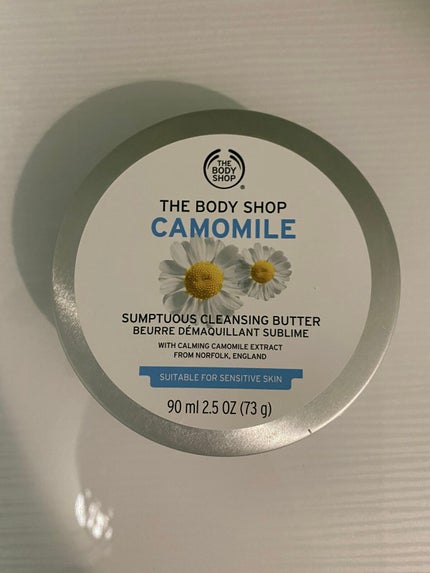 THE
BODY
SHOP
®
THE BODY SHOP
CAMOMILE
SUMPTUOUS CLEANSING BUTTER
BEURRE DÉMAQUILLANT SUBLIME
WITH CALMING CAMOMILE EXTRACT
FROM NORFOLK, ENGLAND
SUITABLE FOR SENSITIVE SKIN
90 ml 2.5 OZ (73 g)